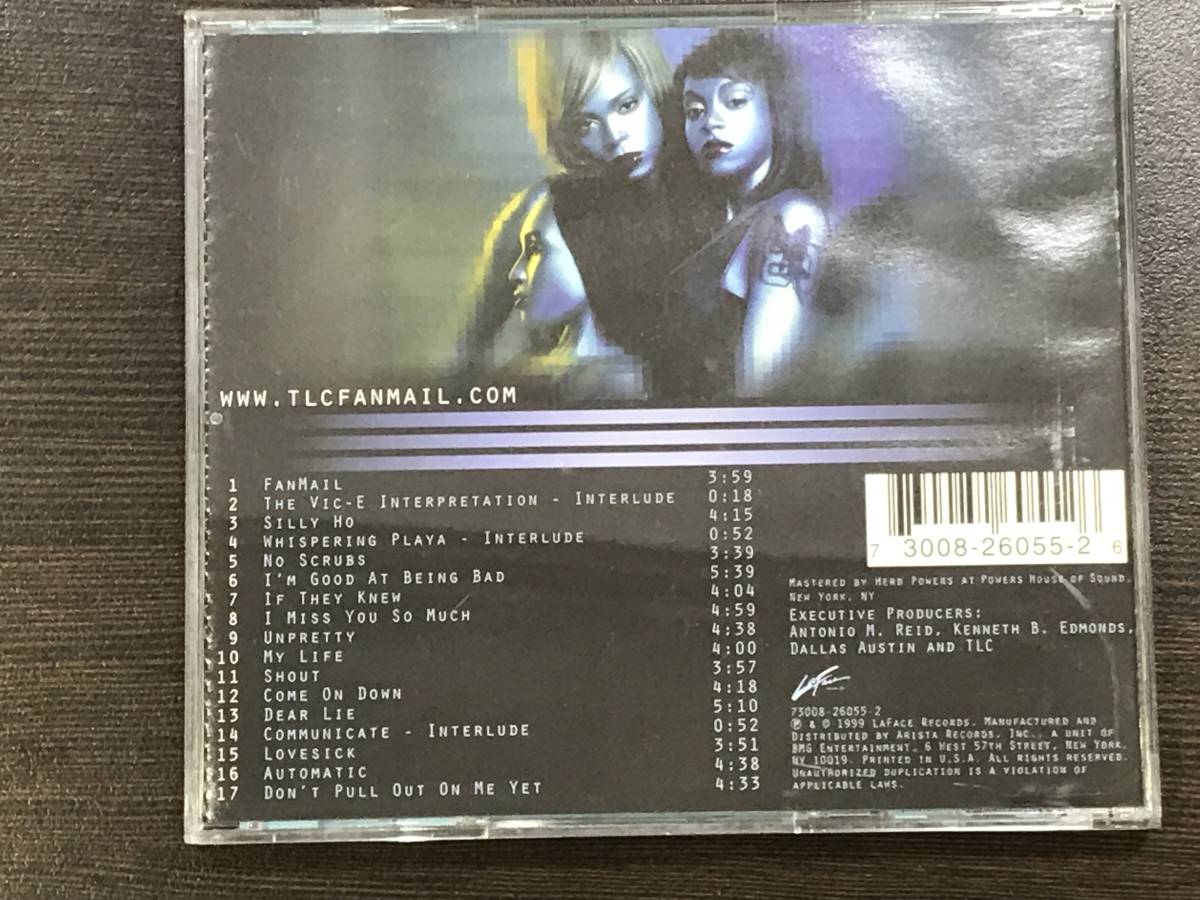 WWW.TLCFANMAIL.COM
1 FANMAIL 3:59
2 THE VIC-E INTERPRETATION - INTERLUDE 0:18
3 SILLY HO 4:15
4 WHISPERING PLAYA - INTERLUDE 0:52
5 NO SCRUBS 3:39
6 I'M GOOD AT BEING BAD 5:39
7 IF THEY KNEW 4:04
8 I MISS YOU SO MUCH 4:59
9 UNPRETTY 4:38
10 MY LIFE 4:00
11 SHOUT 3:57
12 COME ON DOWN 4:18
13 DEAR LIE 5:10
14 COMMUNICATE - INTERLUDE 0:52
15 LOVESICK 3:51
16 AUTOMATIC 4:38
17 DON'T PULL OUT ON ME YET 4:33
7 3008-26055-2 6
MASTERED BY HERB POWERS AT POWERS HOUSE OF SOUND.
NEW YORK, NY
EXECUTIVE PRODUCERS:
ANTONIO M. REID, KENNETH B. EDMONDS,
DALLAS AUSTIN AND TLC
LaFace
73008-26055-2
℗ & © 1999 LAFACE RECORDS. MANUFACTURED AND
DISTRIBUTED BY ARISTA RECORDS, INC., A UNIT OF
BMG ENTERTAINMENT. 6 WEST 57TH STREET, NEW YORK,
NY 10019. PRINTED IN U.S.A. ALL RIGHTS RESERVED.
UNAUTHORIZED DUPLICATION IS A VIOLATION OF
APPLICABLE LAWS.